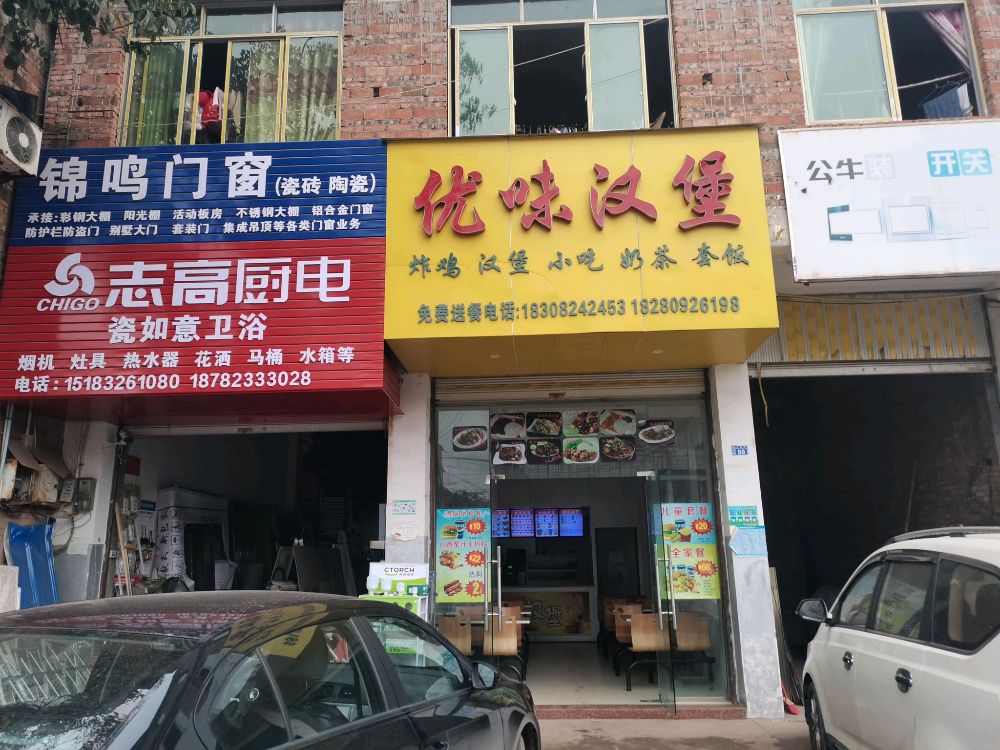 锦鸣门窗(瓷砖 陶瓷)
承接:彩钢大棚 阳光棚 活动板房 不锈钢大棚 铝合金门窗
防护栏防盗门 别墅大门 套装门 集成吊顶等各类门窗业务
CHIGO 志高厨电
瓷如意卫浴
烟机 灶具 热水器 花洒 马桶 水箱等
电话:15183261080 18782333028
优味汉堡
炸鸡 汉堡 小吃 奶茶 套饭
免费送餐电话:18308242453 18280926198
公牛装
开关
¥10
¥25
儿童套餐
¥20
全家餐
¥66
CTORCH